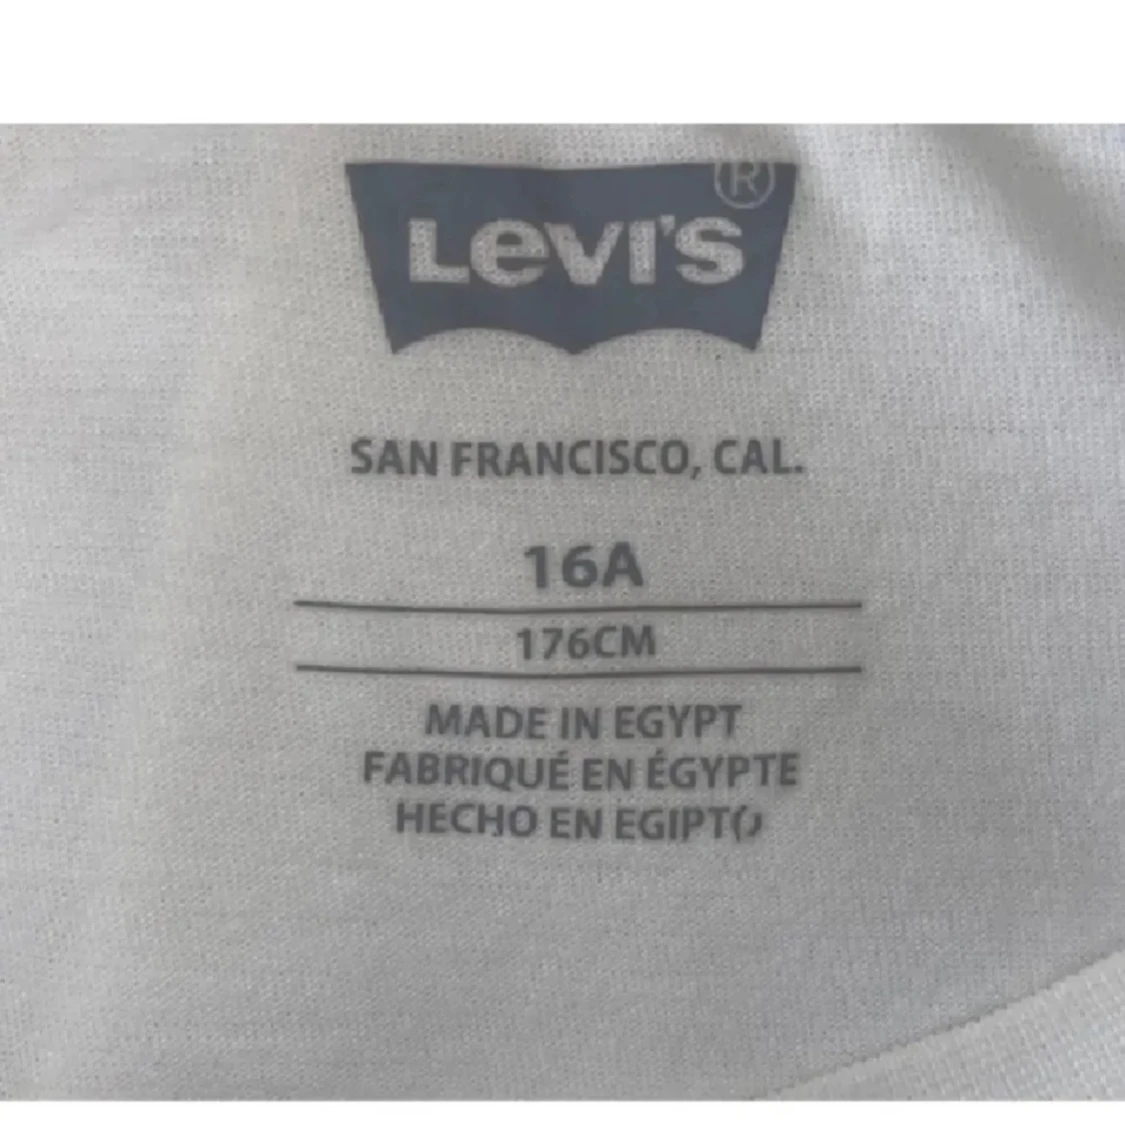 LEVI'S ®
SAN FRANCISCO, CAL.
16A
176CM
MADE IN EGYPT
FABRIQUÉ EN ÉGYPTE
HECHO EN EGIPTO